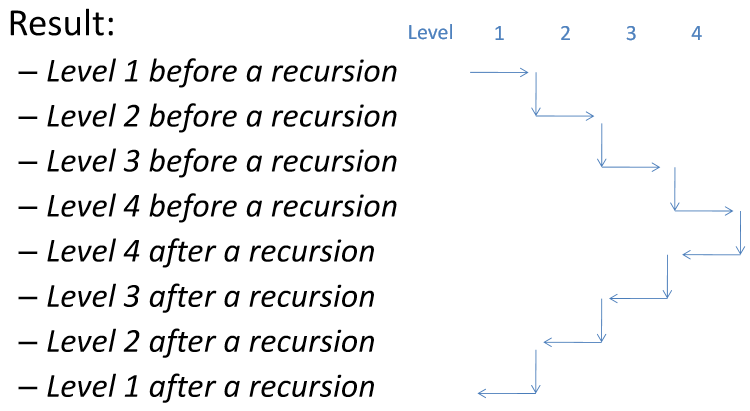 Result:
Level 1 2 3 4
– Level 1 before a recursion
– Level 2 before a recursion
– Level 3 before a recursion
– Level 4 before a recursion
– Level 4 after a recursion
– Level 3 after a recursion
– Level 2 after a recursion
– Level 1 after a recursion